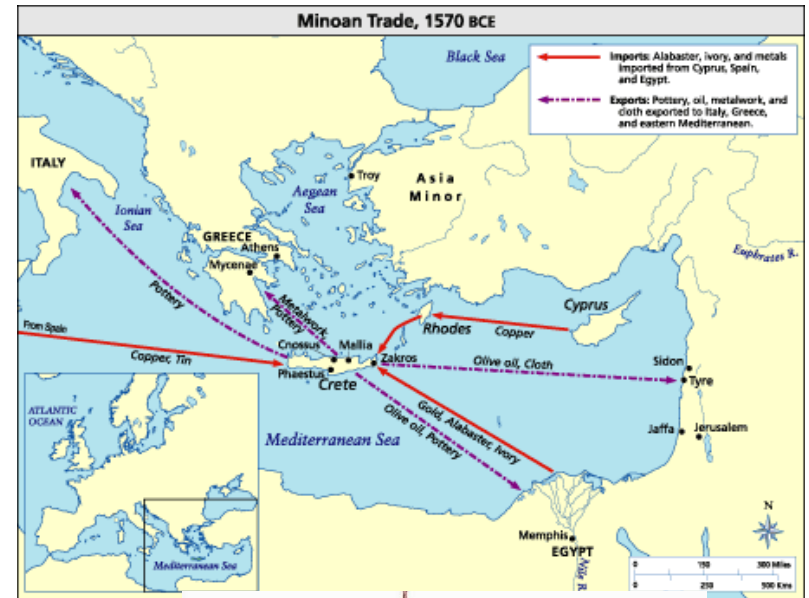 Minoan Trade, 1570 BCE
Black Sea
Imports: Alabaster, ivory, and metals
imported from Cyprus, Spain,
and Egypt.
Exports: Pottery, oil, metalwork, and
cloth exported to Italy, Greece,
and eastern Mediterranean.
ITALY
Troy
Asia
Minor
Aegean
Sea
Ionian
Sea
GREECE
Athens
Mycenae
Euphrates R.
Pottery
Metalwork
Pottery
Cyprus
Rhodes
Copper
From Spain
Copper, Tin
Cnossus
Mallia
Zakros
Phaestus
Crete
Olive oil, Cloth
Sidon
Tyre
Gold, Alabaster, Ivory
Olive oil, Pottery
Jaffa
Jerusalem
Mediterranean Sea
ATLANTIC
OCEAN
Mediterranean Sea
Memphis
EGYPT
Nile R
N
0 150 300 Miles
0 250 500 Kms